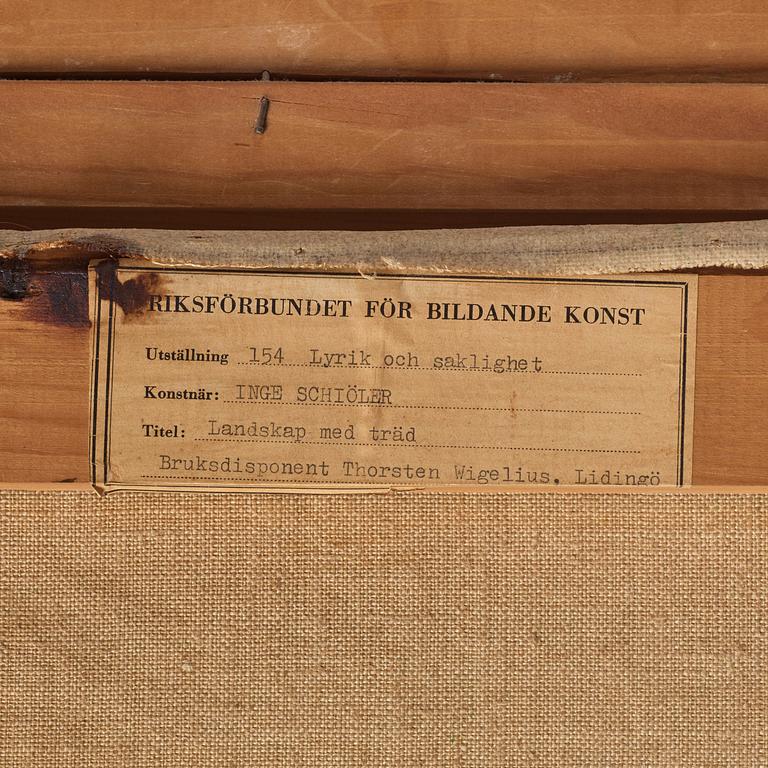 RIKSFÖRBUNDET FÖR BILDANDE KONST
Utställning 154 Lyrik och saklighet
Konstnär: INGE SCHIÖLER
Titel: Landskap med träd
Bruksdisponent Thorsten Wigelius, Lidingö